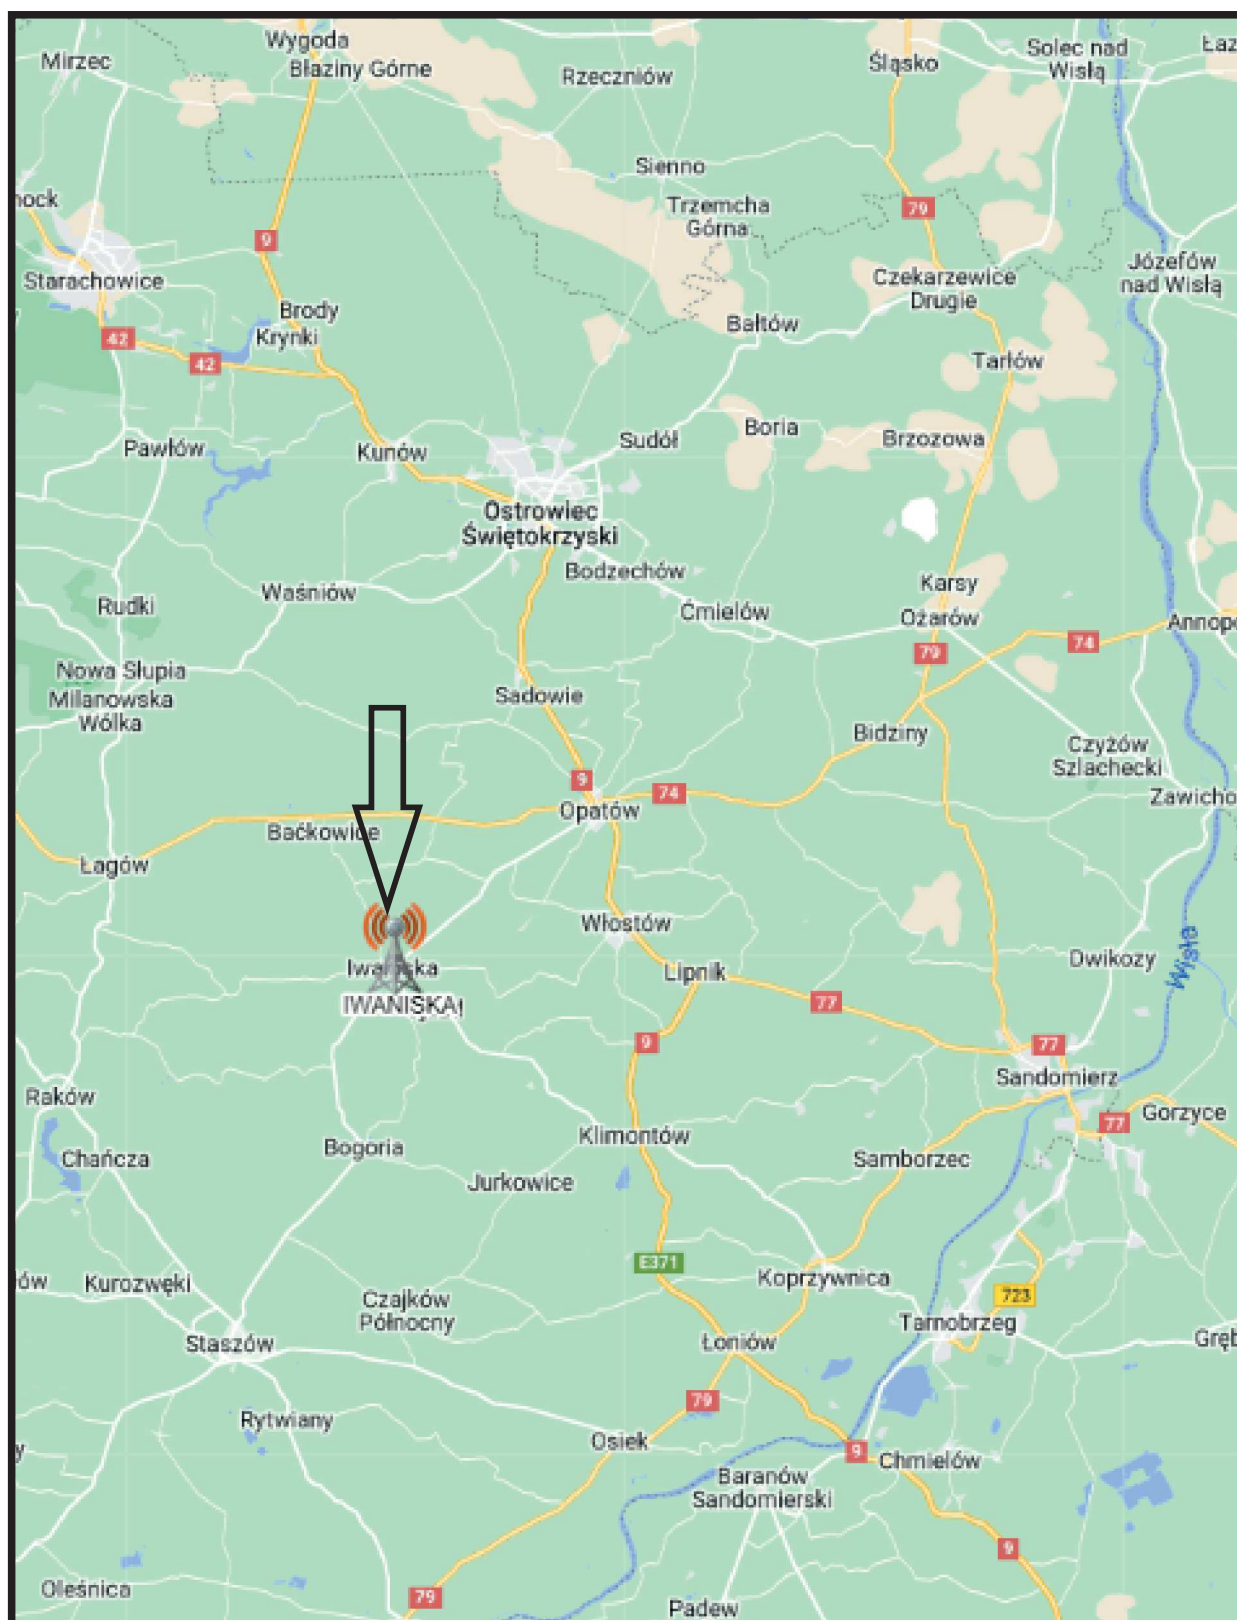 Wygoda
Błaziny Górne
Mirzec
Rzeczniów
Śląsko
Solec nad
Wisłą
Sienno
Trzemcha
Górna
79
9
Starachowice
Brody
Krynki
42
42
Czekarzewice
Drugie
Józefów
nad Wisłą
Bałtów
Tarłów
Pawłów
Kunów
Sudół
Boria
Brzozowa
Ostrowiec
Świętokrzyski
Bodzechów
Waśniów
Rudki
Ćmielów
Karsy
Ożarów
79
74
Nowa Słupia
Milanowska
Wólka
Sadowie
Bidziny
Czyżów
Szlachecki
9
74
Opatów
Baćkowice
Łagów
Włostów
Lipnik
Dwikozy
Wisła
IWANISKA
77
9
77
Sandomierz
Raków
Gorzyce
77
Chańcza
Bogoria
Klimontów
Jurkowice
Samborzec
E371
Koprzywnica
Kurozwęki
Czajków
Północny
723
Tarnobrzeg
Staszów
Łoniów
79
Rytwiany
Osiek
9
Chmielów
Baranów
Sandomierski
9
Oleśnica
79
Padew